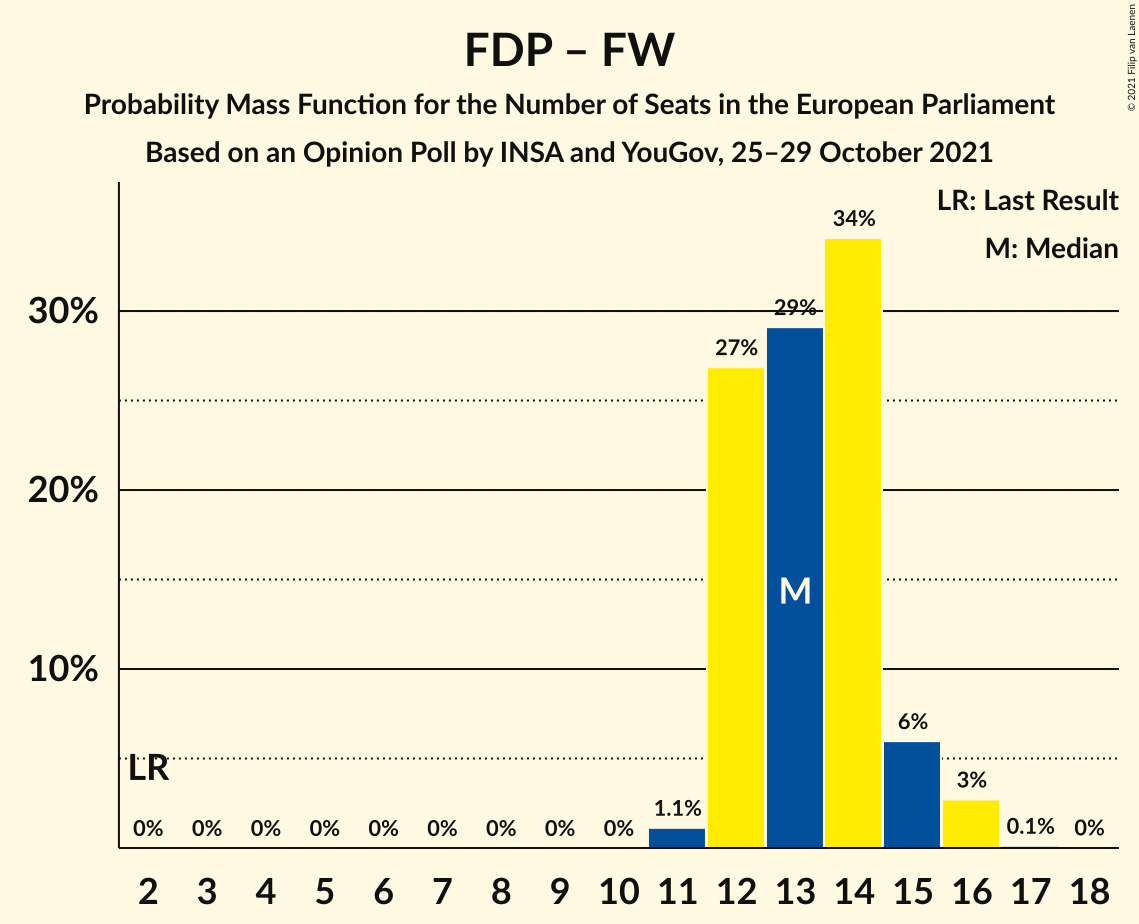 FDP – FW
Probability Mass Function for the Number of Seats in the European Parliament
Based on an Opinion Poll by INSA and YouGov, 25–29 October 2021
© 2021 Filip van Laenen
LR: Last Result
M: Median
34%
30%
29%
27%
20%
M
10%
6%
LR
3%
1.1%
0% 0% 0% 0% 0% 0% 0% 0% 0% 0.1% 0%
2 3 4 5 6 7 8 9 10 11 12 13 14 15 16 17 18